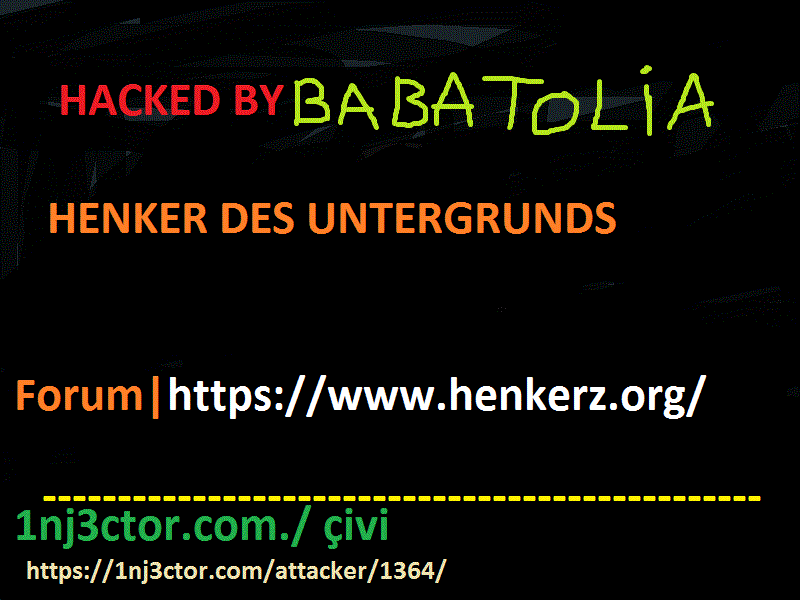 HACKED BY BABATOLiA
HENKER DES UNTERGRUNDS
Forum|https://www.henkerz.org/
------------------------------------------------
1nj3ctor.com./ çivi
https://1nj3ctor.com/attacker/1364/